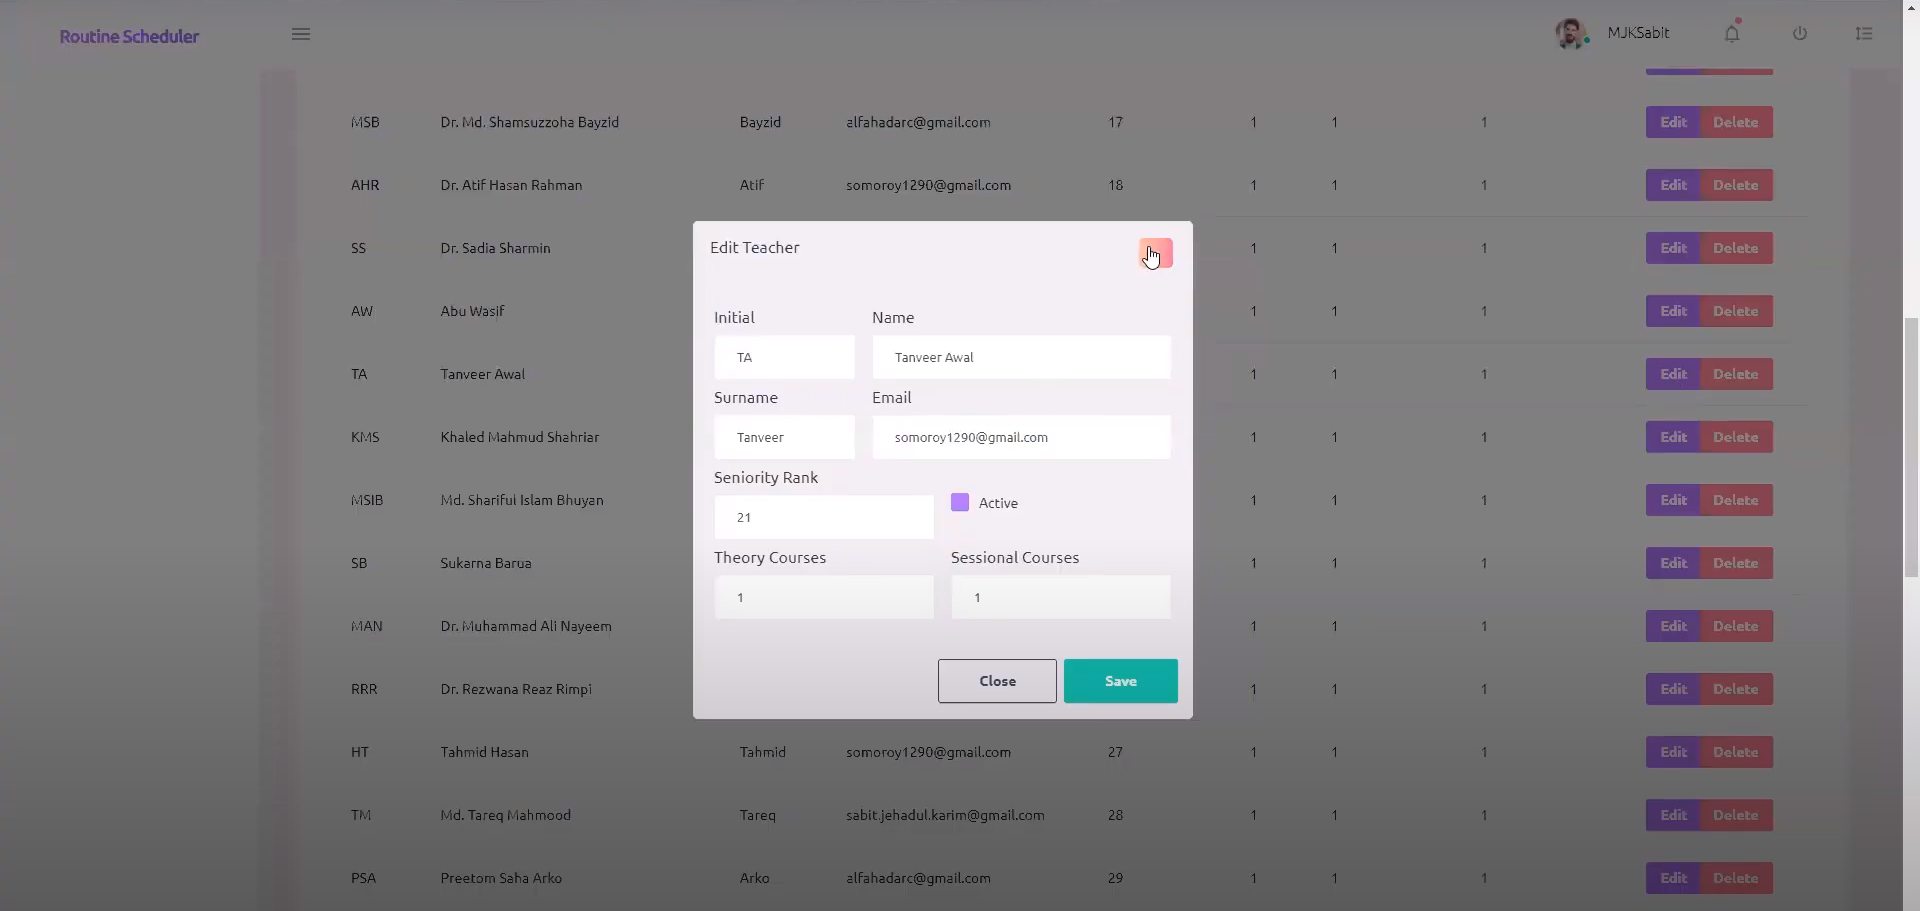 Routine Scheduler MJKSabit
MSB Dr. Md. Shamsuzzoha Bayzid Bayzid alfahadarc@gmail.com 17 1 1 1 Edit Delete
AHR Dr. Atif Hasan Rahman Atif somoroy1290@gmail.com 18 1 1 1 Edit Delete
SS Dr. Sadia Sharmin 1 1 1 Edit Delete
AW Abu Wasif 1 1 1 Edit Delete
TA Tanveer Awal 1 1 1 Edit Delete
KMS Khaled Mahmud Shahriar 1 1 1 Edit Delete
MSIB Md. Shariful Islam Bhuyan 1 1 1 Edit Delete
SB Sukarna Barua 1 1 1 Edit Delete
MAN Dr. Muhammad Ali Nayeem 1 1 1 Edit Delete
RRR Dr. Rezwana Reaz Rimpi 1 1 1 Edit Delete
HT Tahmid Hasan Tahmid somoroy1290@gmail.com 27 1 1 1 Edit Delete
TM Md. Tareq Mahmood Tareq sabit.jehadul.karim@gmail.com 28 1 1 1 Edit Delete
PSA Preetom Saha Arko Arko alfahadarc@gmail.com 29 1 1 1 Edit Delete
Edit Teacher
Initial Name
TA Tanveer Awal
Surname Email
Tanveer somoroy1290@gmail.com
Seniority Rank
21 Active
Theory Courses Sessional Courses
1 1
Close Save